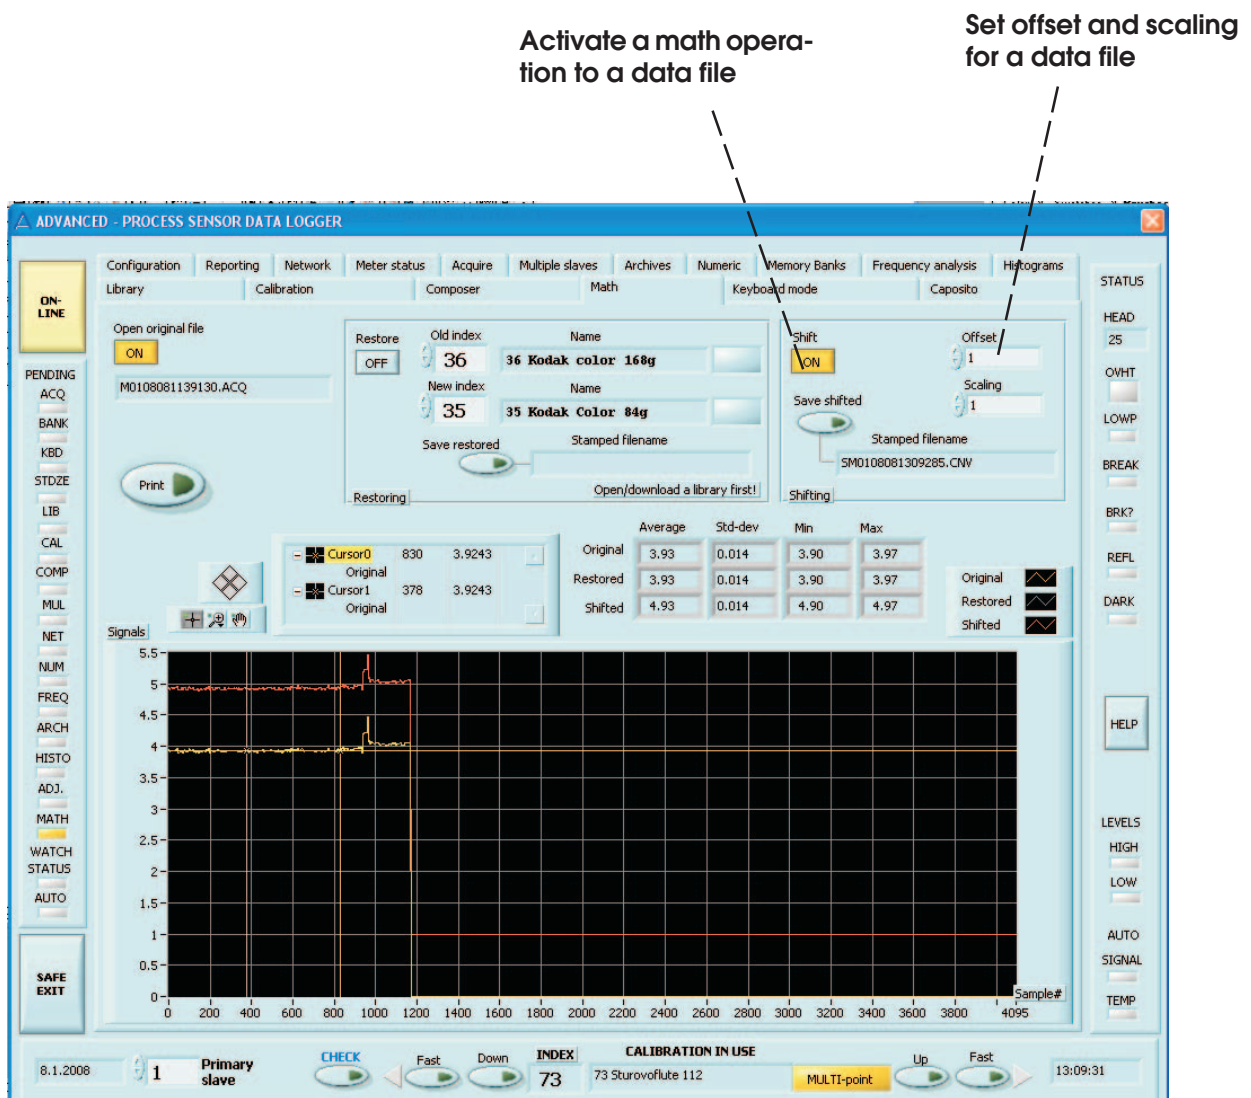 Activate a math opera-
tion to a data file
Set offset and scaling
for a data file
ADVANCED - PROCESS SENSOR DATA LOGGER
Configuration Reporting Network Meter status Acquire Multiple slaves Archives Numeric Memory Banks Frequency analysis Histograms
Library Calibration Composer Math Keyboard mode Caposito
ON-
LINE
PENDING
ACQ
BANK
KBD
STDZE
LIB
CAL
COMP
MUL
NET
NUM
FREQ
ARCH
HISTO
ADJ.
MATH
WATCH
STATUS
AUTO
SAFE
EXIT
Open original file
ON
M0108081139130.ACQ
Print
Restore
OFF
Old index
36
Name
36 Kodak color 168g
New index
35
Name
35 Kodak Color 84g
Save restored
Stamped filename
Restoring
Open/download a library first!
Shift
ON
Offset
1
Scaling
1
Save shifted
Stamped filename
SM0108081309285.CNV
Shifting
Cursor0 830 3.9243
Original
Cursor1 378 3.9243
Original
Average Std-dev Min Max
Original 3.93 0.014 3.90 3.97
Restored 3.93 0.014 3.90 3.97
Shifted 4.93 0.014 4.90 4.97
Original
Restored
Shifted
Signals
5.5
5
4.5
4
3.5
3
2.5
2
1.5
1
0.5
0
0 200 400 600 800 1000 1200 1400 1600 1800 2000 2200 2400 2600 2800 3000 3200 3400 3600 3800 4095
Sample#
STATUS
HEAD
25
OVHT
LOWP
BREAK
BRK?
REFL
DARK
HELP
LEVELS
HIGH
LOW
AUTO
SIGNAL
TEMP
8.1.2008
1
Primary
slave
CHECK
Fast
Down
INDEX
73
CALIBRATION IN USE
73 Sturovoflute 112
MULTI-point
Up
Fast
13:09:31